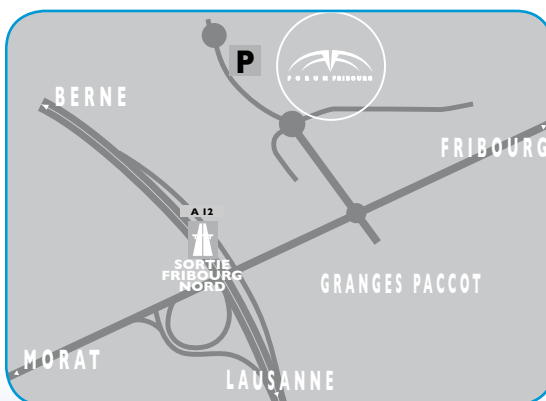 P
FORUM FRIBOURG
BERNE
FRIBOURG
A 12
SORTIE
FRIBOURG
NORD
GRANGES PACCOT
MORAT
LAUSANNE